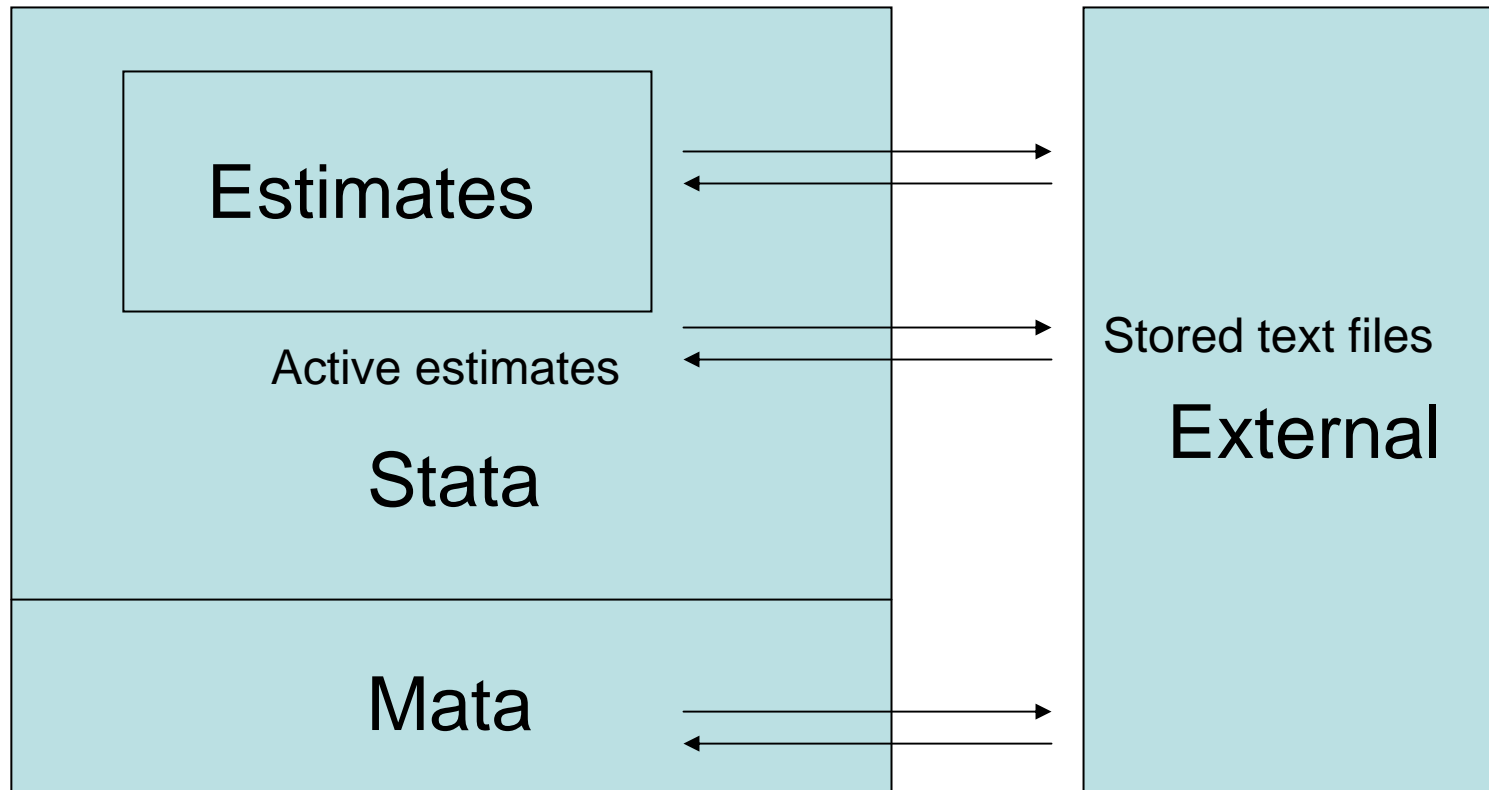 Estimates
Active estimates
Stata
Mata
Stored text files
External